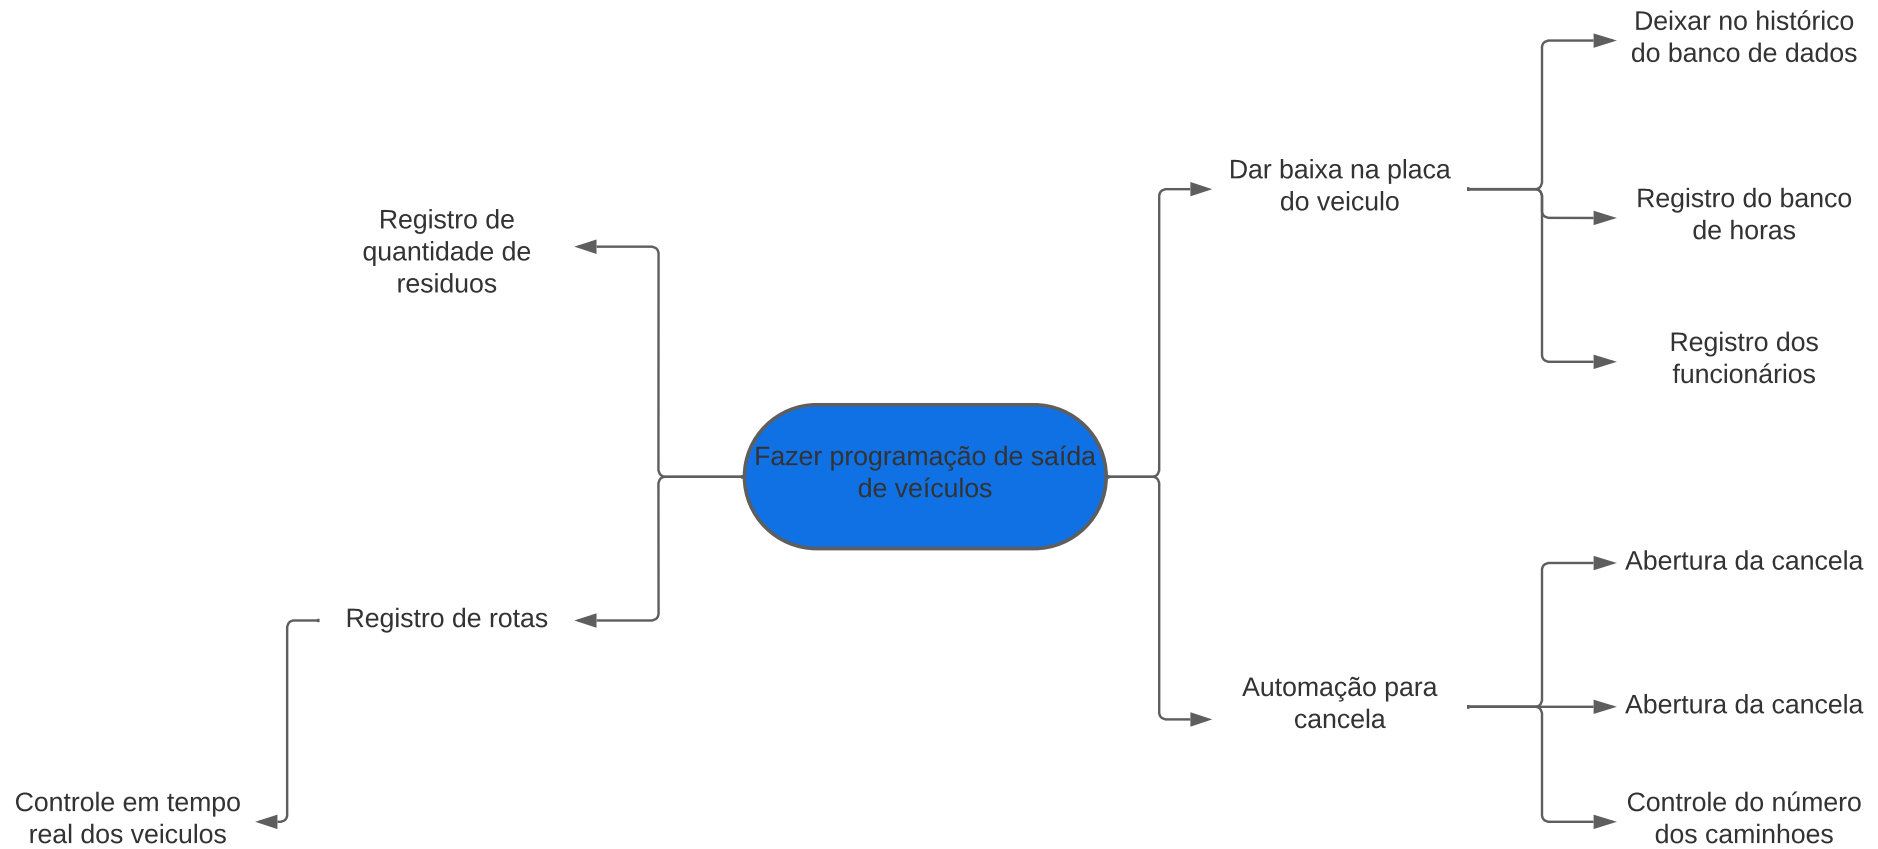 Deixar no histórico
do banco de dados
Dar baixa na placa
do veiculo
Registro do banco
de horas
Registro de
quantidade de
residuos
Registro dos
funcionários
Fazer programação de saída
de veículos
Abertura da cancela
Registro de rotas
Automação para
cancela
Abertura da cancela
Controle em tempo
real dos veiculos
Controle do número
dos caminhoes